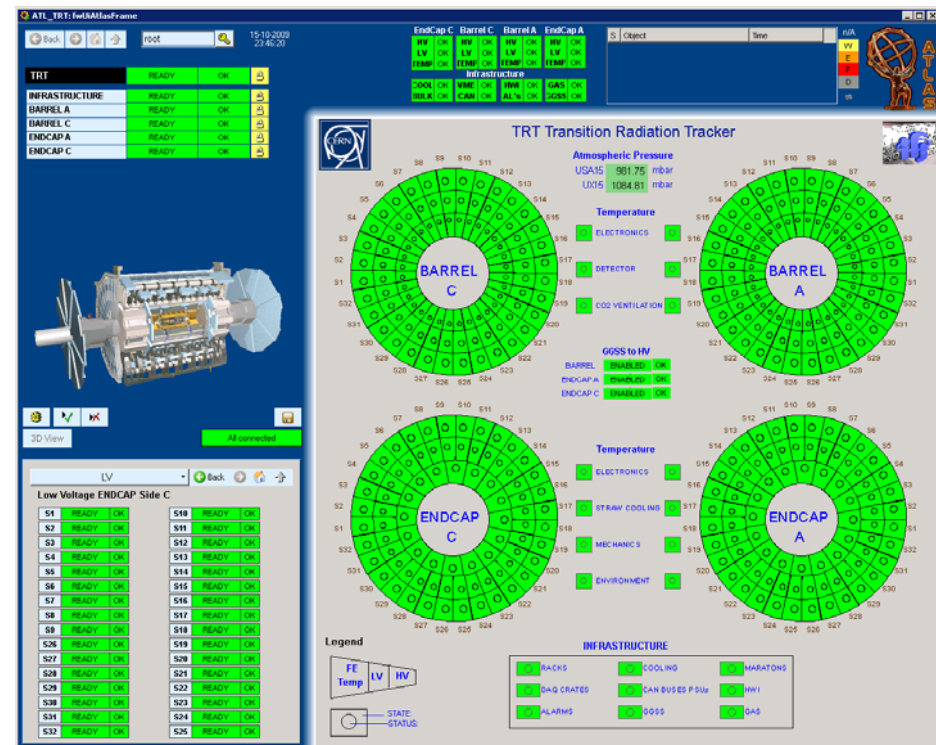 ATL_TRT: fwUiAtlasFrame
Back root 15-10-2009
23:46:20
EndCap C Barrel C Barrel A EndCap A
HV OK HV OK HV OK HV OK
LV OK LV OK LV OK LV OK
TEMP OK TEMP OK TEMP OK TEMP OK
Infrastructure
COOL OK VME OK HWI OK GAS OK
BULK OK CAN OK AL's OK GGSS OK
S Object Time
n/A
W
E
F
D
ATLAS
TRT READY OK
INFRASTRUCTURE READY OK
BARREL A READY OK
BARREL C READY OK
ENDCAP A READY OK
ENDCAP C READY OK
3D View All connected
LV Back
Low Voltage ENDCAP Side C
S1 READY OK S10 READY OK
S2 READY OK S11 READY OK
S3 READY OK S12 READY OK
S4 READY OK S13 READY OK
S5 READY OK S14 READY OK
S6 READY OK S15 READY OK
S7 READY OK S16 READY OK
S8 READY OK S17 READY OK
S9 READY OK S18 READY OK
S26 READY OK S19 READY OK
S27 READY OK S20 READY OK
S28 READY OK S21 READY OK
S29 READY OK S22 READY OK
S30 READY OK S23 READY OK
S31 READY OK S24 READY OK
S32 READY OK S25 READY OK
CERN
TRT Transition Radiation Tracker
Atmospheric Pressure
USA15 981.75 mbar
UX15 1084.81 mbar
Temperature
ELECTRONICS
DETECTOR
CO2 VENTILATION
BARREL
C
BARREL
A
GGSS to HV
BARREL ENABLED OK
ENDCAP A ENABLED OK
ENDCAP C ENABLED OK
Temperature
ELECTRONICS
STRAW COOLING
MECHANICS
ENVIRONMENT
ENDCAP
C
ENDCAP
A
Legend
FE
Temp LV HV
STATE
STATUS
INFRASTRUCTURE
RACKS COOLING MARATONS
DAQ CRATES CAN BUSES PSUs HWI
ALARMS GGSS GAS